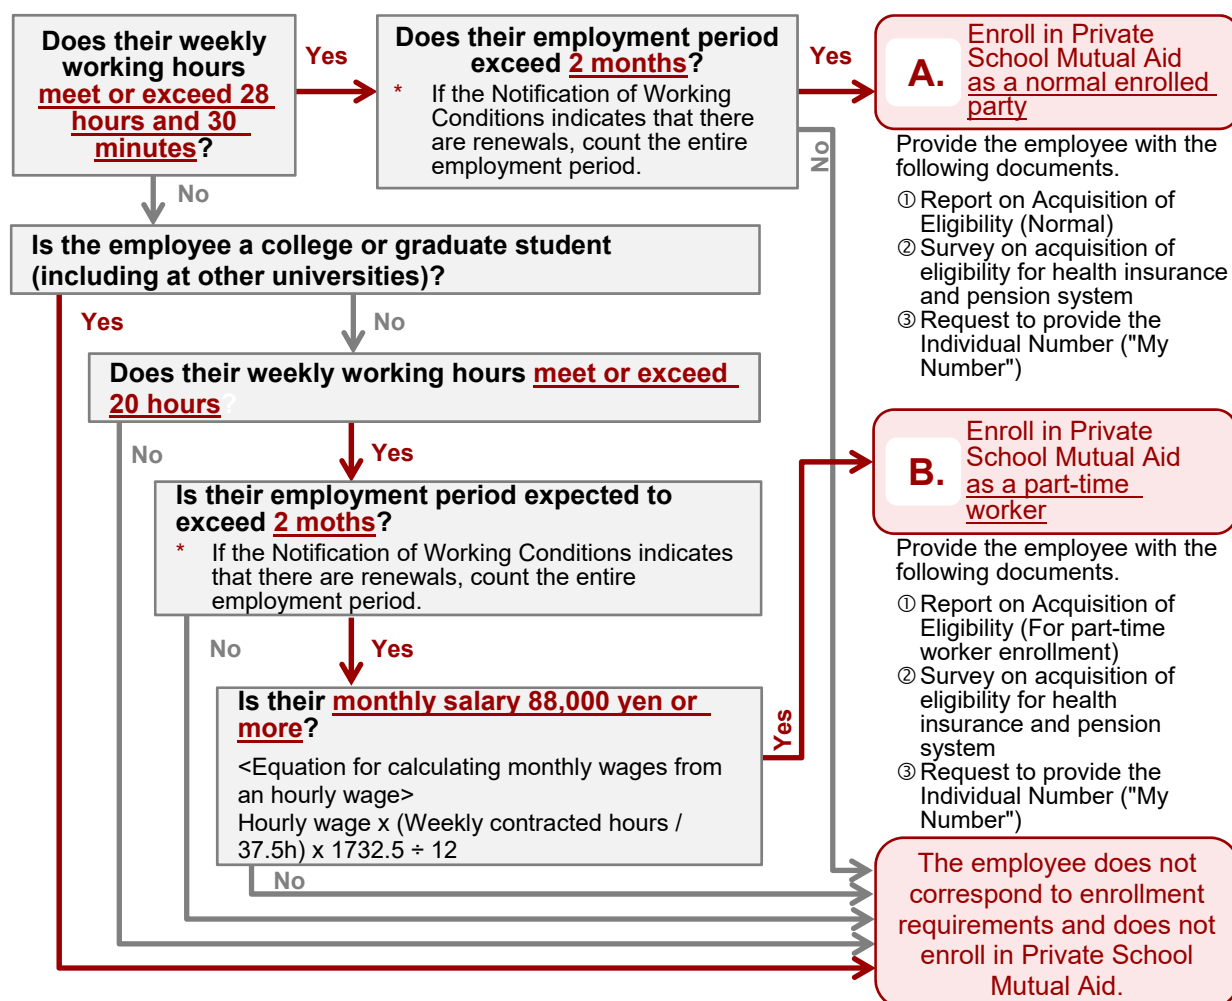 Does their weekly
working hours
meet or exceed 28
hours and 30
minutes?
Yes
Does their employment period
exceed 2 months?
* If the Notification of Working
Conditions indicates that there
are renewals, count the entire
employment period.
Yes
No
A.
Enroll in Private
School Mutual Aid
as a normal enrolled
party
Provide the employee with the
following documents.
① Report on Acquisition of
Eligibility (Normal)
② Survey on acquisition of
eligibility for health insurance
and pension system
③ Request to provide the
Individual Number ("My
Number")
No
Is the employee a college or graduate student
(including at other universities)?
Yes
No
Does their weekly working hours meet or exceed
20 hours?
No
Yes
Is their employment period expected to
exceed 2 moths?
* If the Notification of Working Conditions indicates
that there are renewals, count the entire
employment period.
No
Yes
Is their monthly salary 88,000 yen or
more?
<Equation for calculating monthly wages from
an hourly wage>
Hourly wage x (Weekly contracted hours /
37.5h) x 1732.5 ÷ 12
Yes
No
B.
Enroll in Private
School Mutual Aid
as a part-time
worker
Provide the employee with the
following documents.
① Report on Acquisition of
Eligibility (For part-time
worker enrollment)
② Survey on acquisition of
eligibility for health
insurance and pension
system
③ Request to provide the
Individual Number ("My
Number")
The employee does not
correspond to enrollment
requirements and does not
enroll in Private School
Mutual Aid.